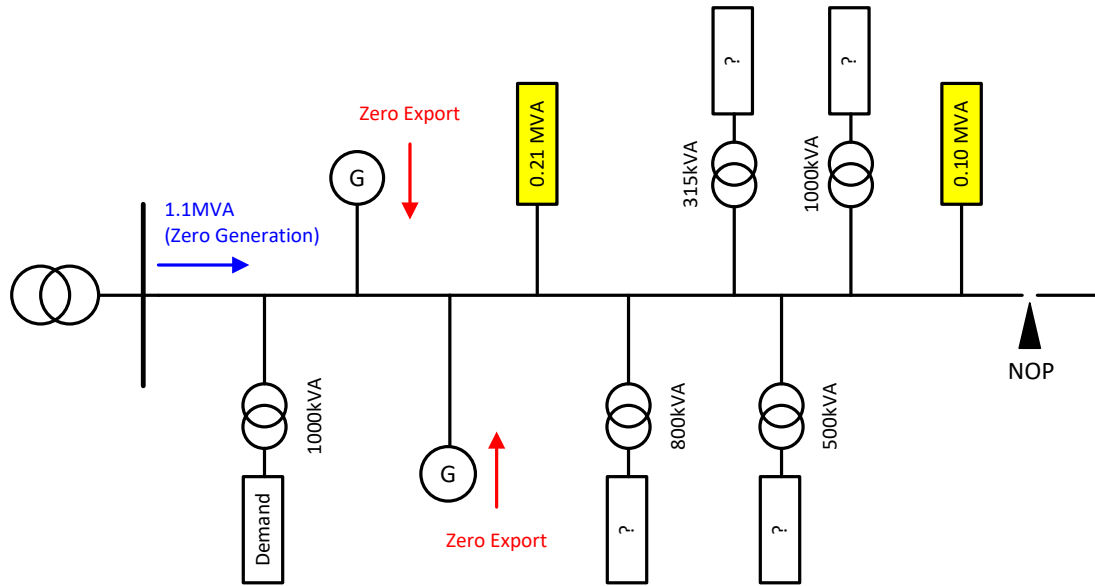 ?
?
Zero Export
0.21 MVA
315kVA
1000kVA
0.10 MVA
G
1.1MVA
(Zero Generation)
NOP
1000kVA
800kVA
500kVA
G
Demand
Zero Export
?
?